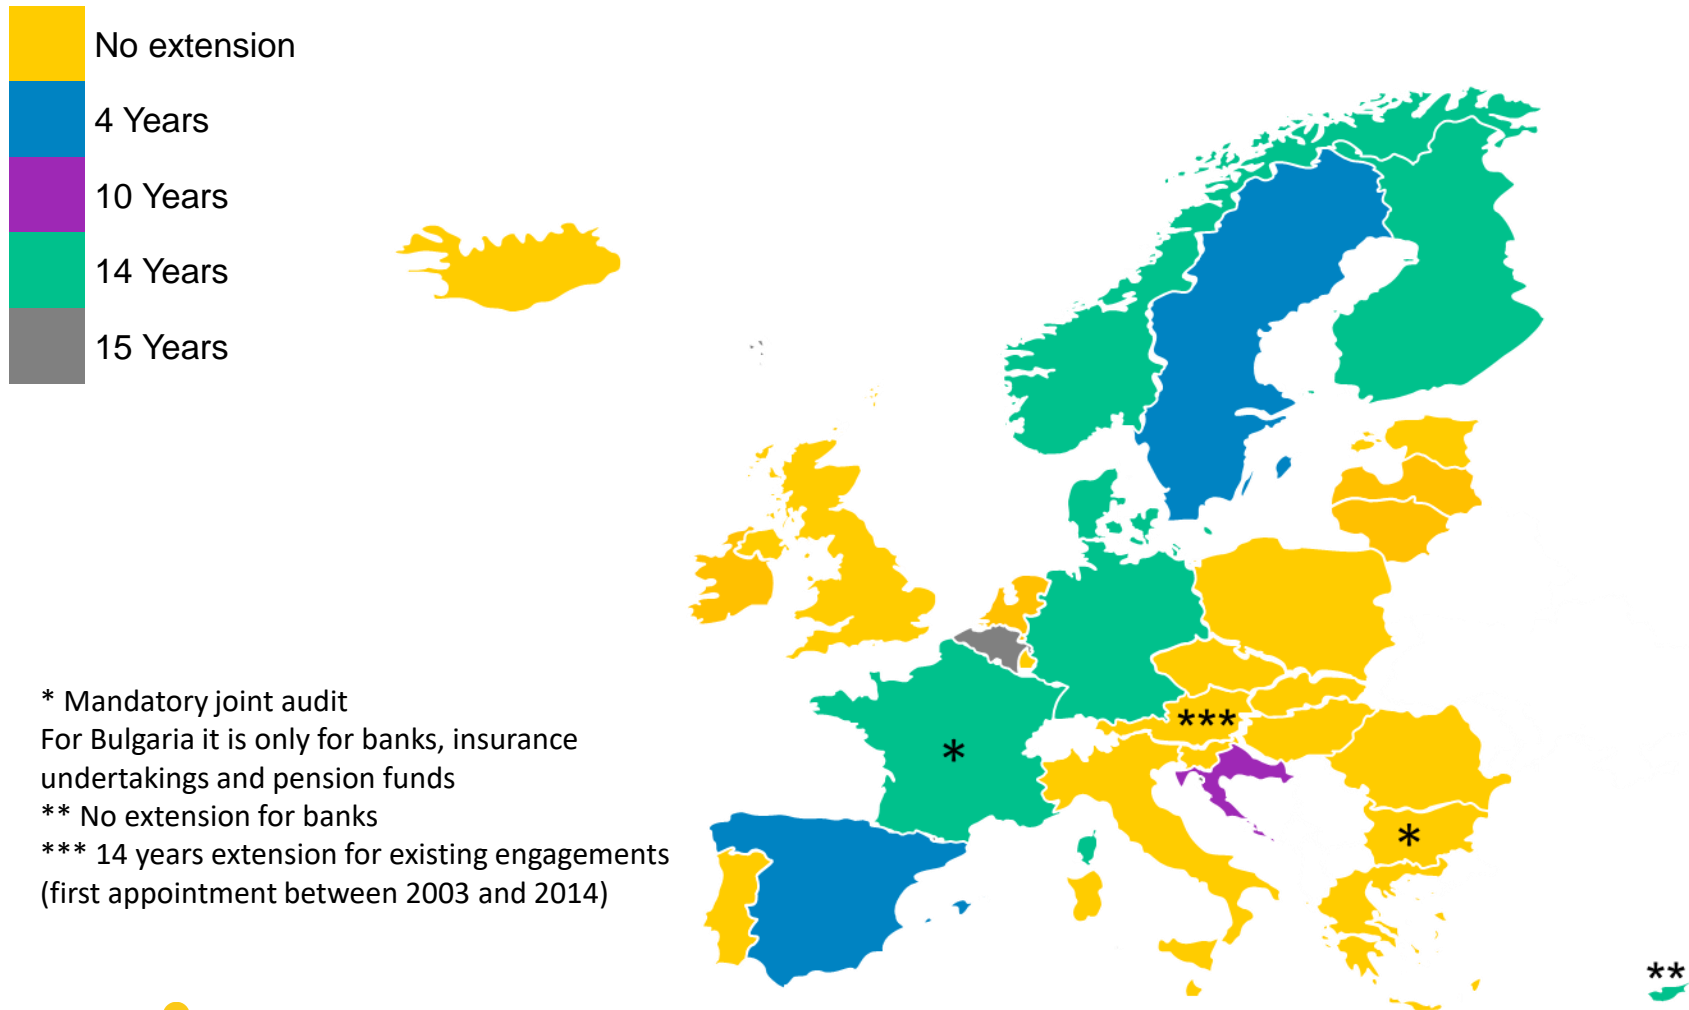 No extension
4 Years
10 Years
14 Years
15 Years
***
*
*
* Mandatory joint audit
For Bulgaria it is only for banks, insurance
undertakings and pension funds
** No extension for banks
*** 14 years extension for existing engagements
(first appointment between 2003 and 2014)
**